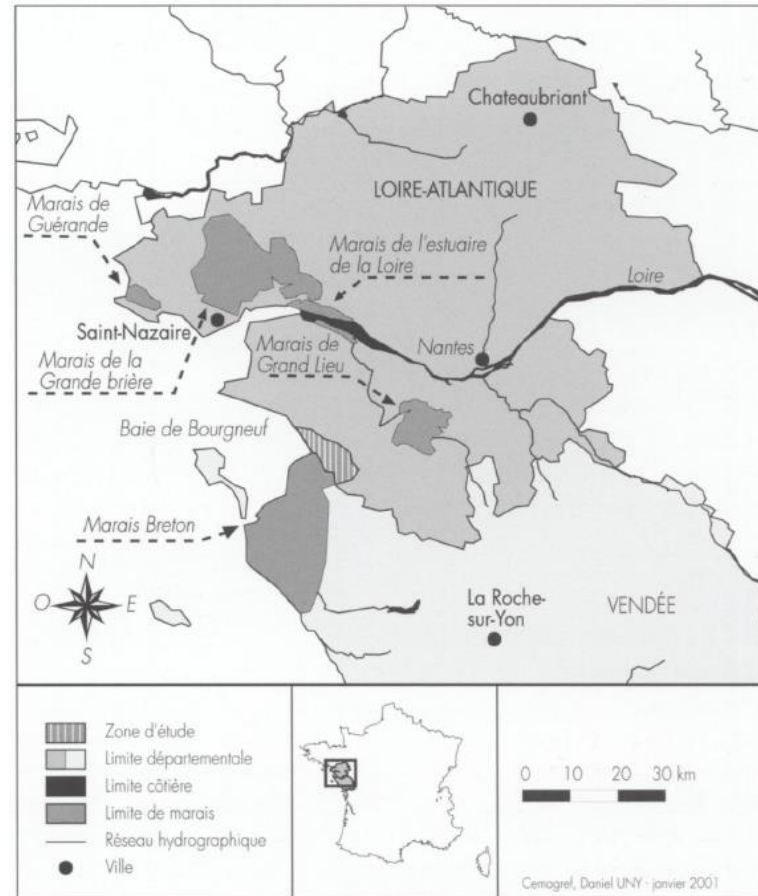 Chateaubriant
LOIRE-ATLANTIQUE
Marais de
Guérande
Marais de l'estuaire
de la Loire
Loire
Saint-Nazaire
Marais de
Grand Lieu
Nantes
Marais de la
Grande brière
Baie de Bourgneuf
Marais Breton
N
O
E
S
La Roche-
sur-Yon
VENDÉE
Zone d'étude
Limite départementale
Limite côtière
Limite de marais
Réseau hydrographique
Ville
0 10 20 30 km
Cemagref, Daniel UNY - janvier 2001